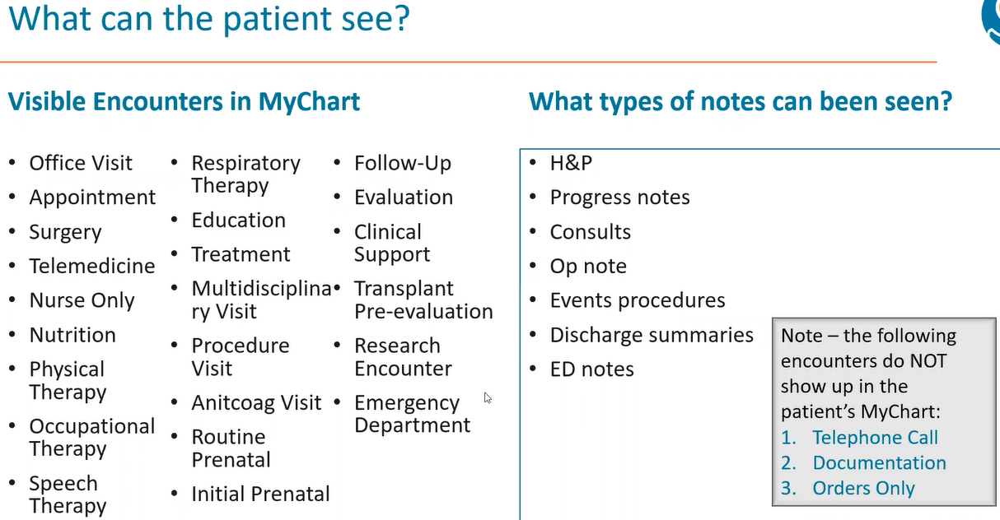 What can the patient see?
Visible Encounters in MyChart
• Office Visit
• Appointment
• Surgery
• Telemedicine
• Nurse Only
• Nutrition
• Physical
Therapy
• Occupational
Therapy
• Speech
Therapy
• Respiratory
Therapy
• Education
• Treatment
• Multidisciplina
ry Visit
• Procedure
Visit
• Anitcoag Visit
• Routine
Prenatal
• Initial Prenatal
• Follow-Up
• Evaluation
• Clinical
Support
• Transplant
Pre-evaluation
• Research
Encounter
• Emergency
Department
What types of notes can been seen?
• H&P
• Progress notes
• Consults
• Op note
• Events procedures
• Discharge summaries
• ED notes
Note – the following
encounters do NOT
show up in the
patient's MyChart:
1. Telephone Call
2. Documentation
3. Orders Only